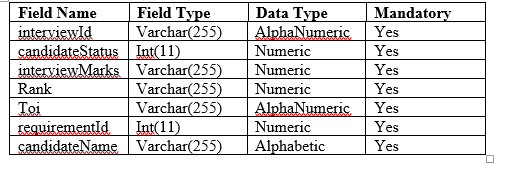 Field Name Field Type Data Type Mandatory
interviewId Varchar(255) AlphaNumeric Yes
candidateStatus Int(11) Numeric Yes
interviewMarks Varchar(255) Numeric Yes
Rank Varchar(255) Numeric Yes
Toi Varchar(255) AlphaNumeric Yes
requirementId Int(11) Numeric Yes
candidateName Varchar(255) Alphabetic Yes